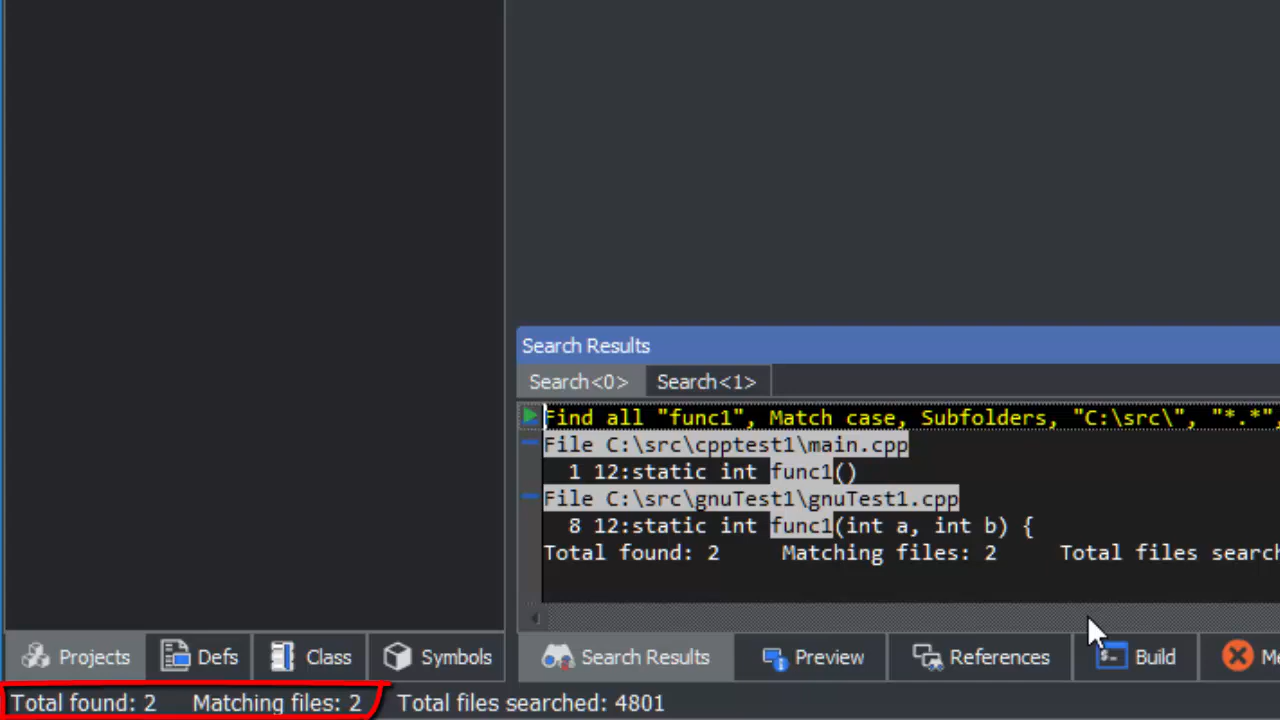 Search Results
Search<0> Search<1>
Find all "func1", Match case, Subfolders, "C:\src\", "*.*",
File C:\src\cpptest1\main.cpp
1 12:static int func1()
File C:\src\gnuTest1\gnuTest1.cpp
8 12:static int func1(int a, int b) {
Total found: 2 Matching files: 2 Total files search
Projects Defs Class Symbols Search Results Preview References Build Me
Total found: 2 Matching files: 2 Total files searched: 4801